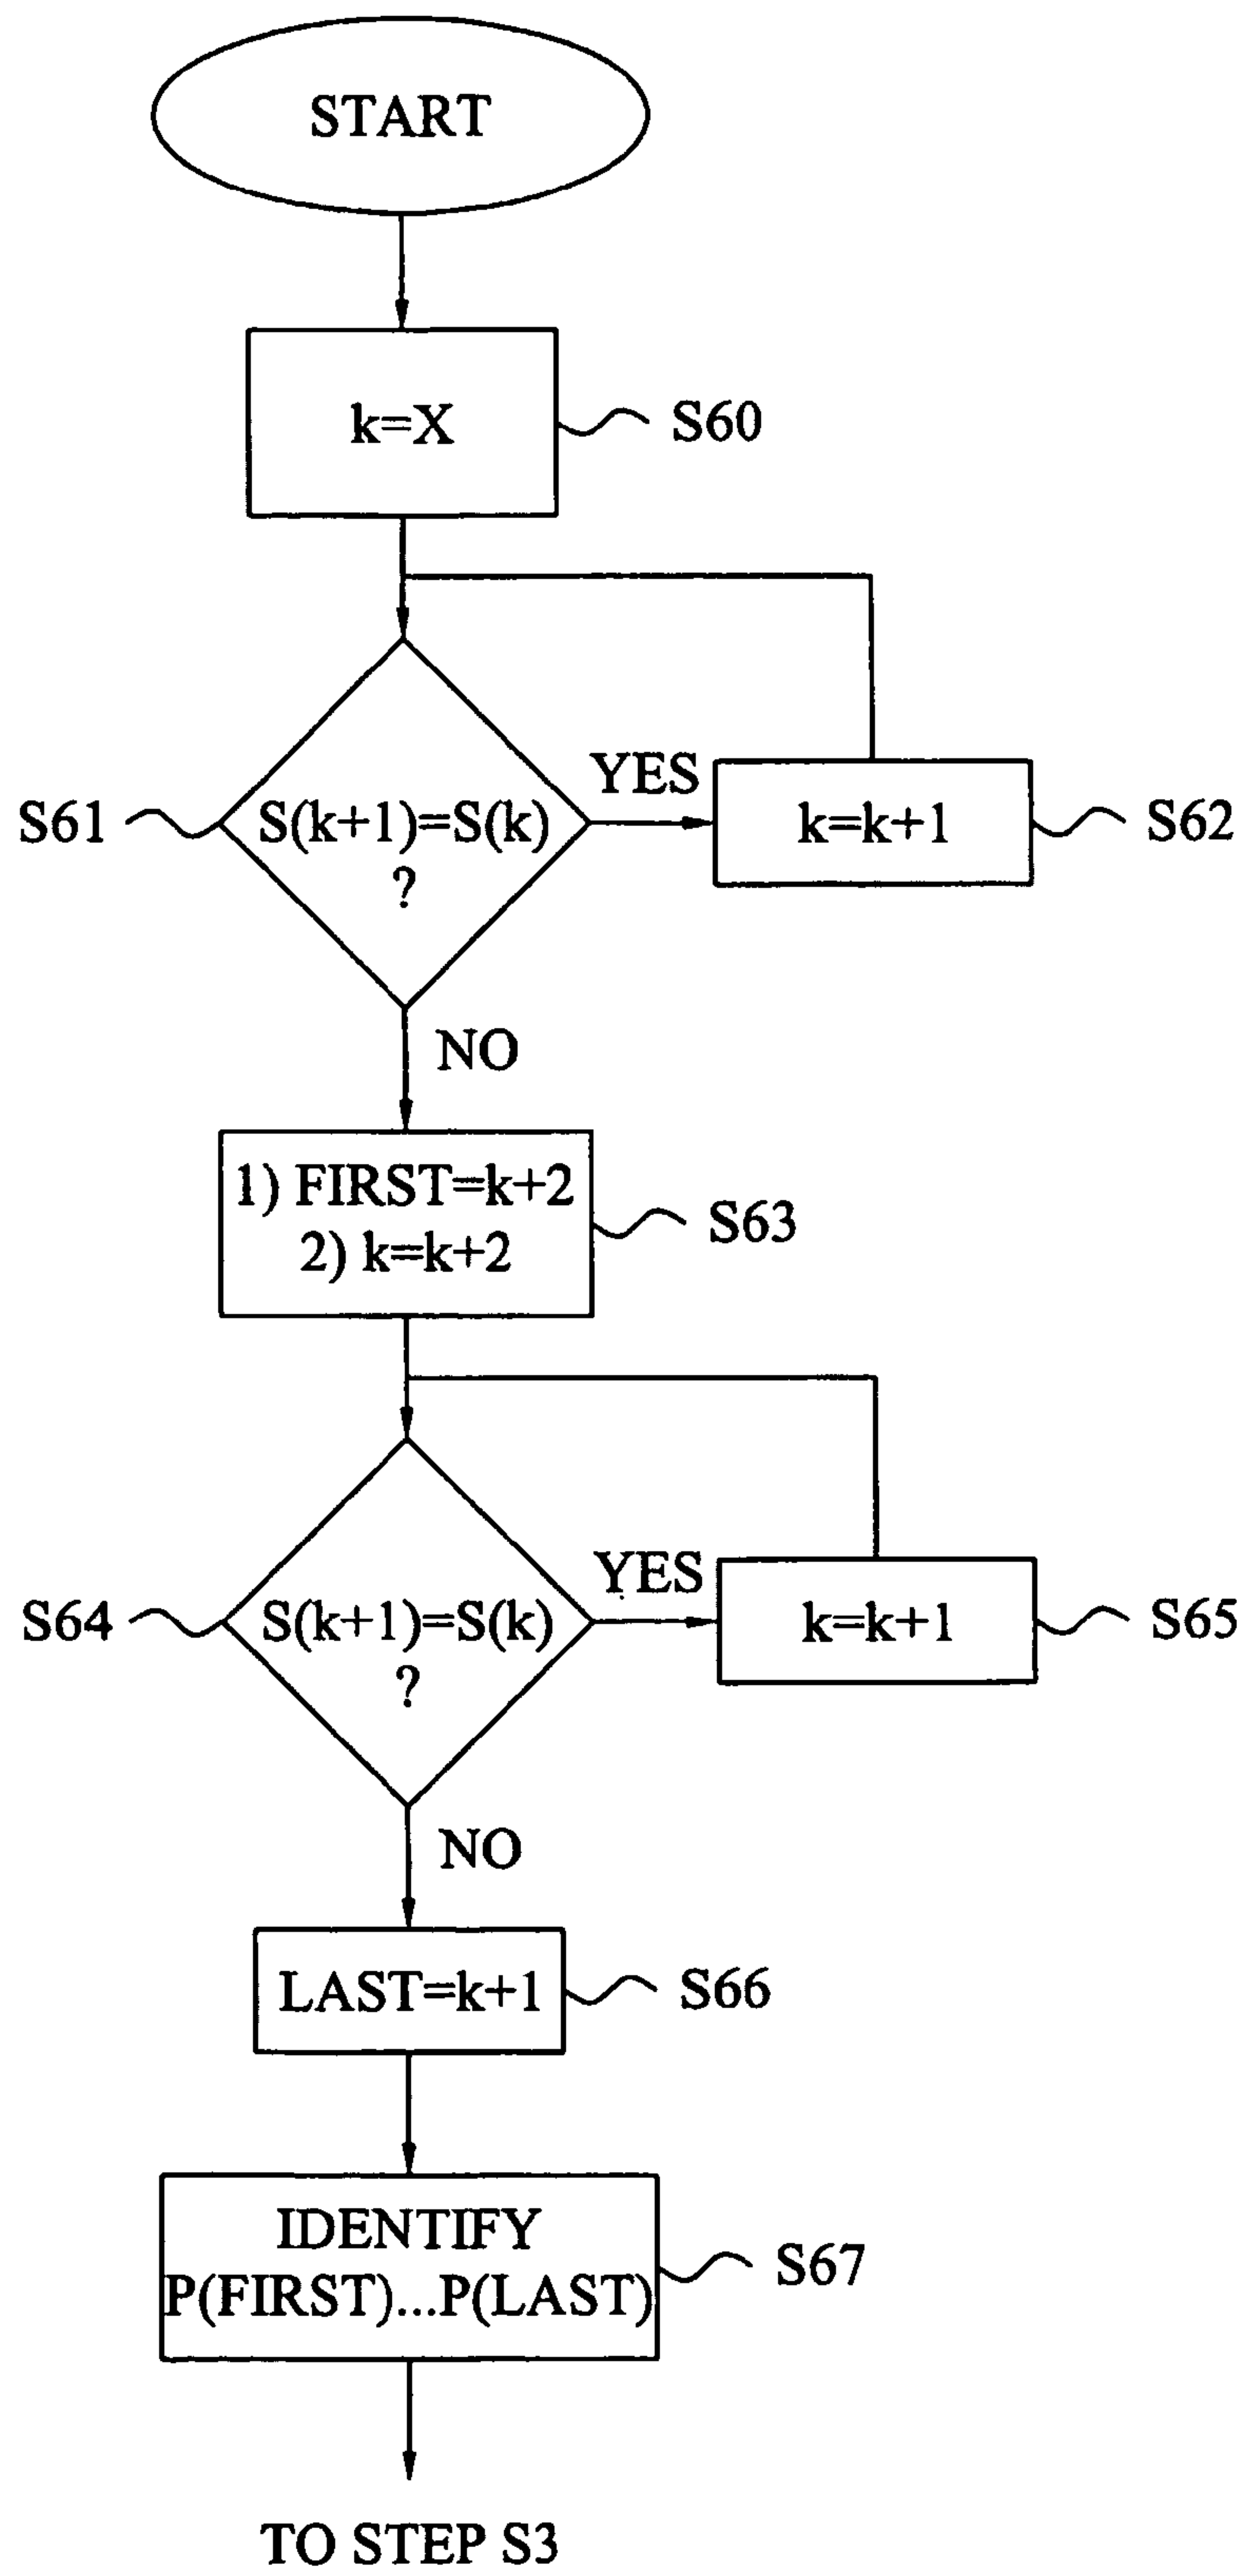 START
k=X
S60
S61
S(k+1)=S(k)
?
YES
k=k+1
S62
NO
1) FIRST=k+2
2) k=k+2
S63
S64
S(k+1)=S(k)
?
YES
k=k+1
S65
NO
LAST=k+1
S66
IDENTIFY
P(FIRST)...P(LAST)
S67
TO STEP S3